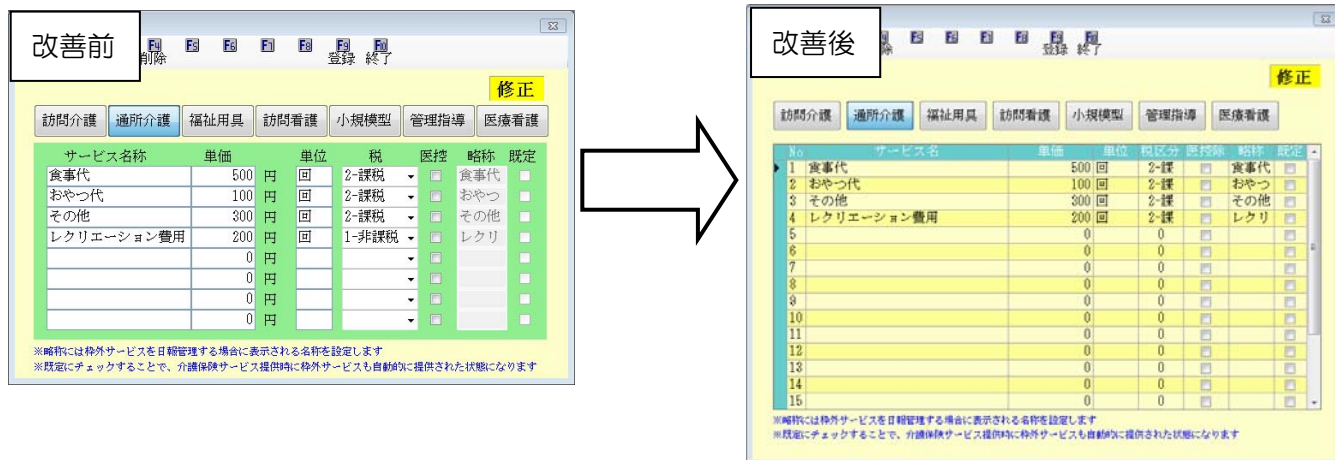 改善前
F4 F5 F6 F7 F8 F9 F10
削除 登録 終了
修正
訪問介護 通所介護 福祉用具 訪問看護 小規模型 管理指導 医療看護
サービス名称 単価 単位 税 医控 略称 既定
食事代 500 円 回 2-課税 食事代
おやつ代 100 円 回 2-課税 おやつ
その他 300 円 回 2-課税 その他
レクリエーション費用 200 円 回 1-非課税 レクリ
0 円
0 円
0 円
0 円
※略称には枠外サービスを日報管理する場合に表示される名称を設定します
※既定にチェックすることで、介護保険サービス提供時に枠外サービスも自動的に提供された状態になります
改善後
F5 F6 F7 F8 F9 F10
除 登録 終了
修正
訪問介護 通所介護 福祉用具 訪問看護 小規模型 管理指導 医療看護
No サービス名 単価 単位 税区分 医控除 略称 既定
1 食事代 500 回 2-課 食事代
2 おやつ代 100 回 2-課 おやつ
3 その他 300 回 2-課 その他
4 レクリエーション費用 200 回 2-課 レクリ
5 0 0
6 0 0
7 0 0
8 0 0
9 0 0
10 0 0
11 0 0
12 0 0
13 0 0
14 0 0
15 0 0
※略称には枠外サービスを日報管理する場合に表示される名称を設定します
※既定にチェックすることで、介護保険サービス提供時に枠外サービスも自動的に提供された状態になります